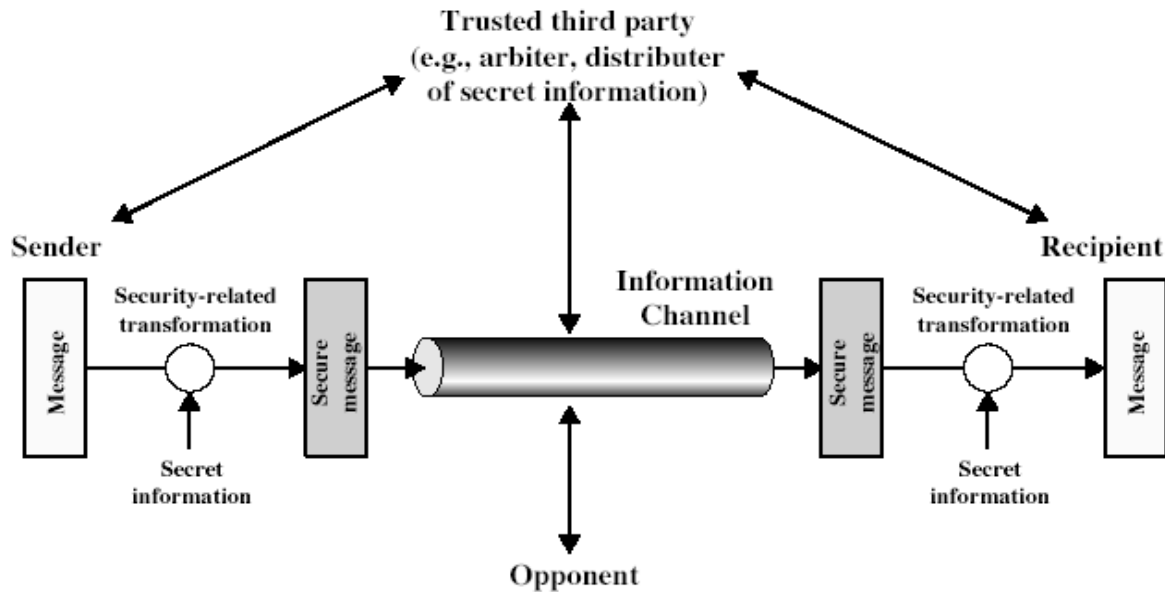 Trusted third party
(e.g., arbiter, distributer
of secret information)
Sender
Recipient
Message
Security-related
transformation
Secret
information
Secure
message
Information
Channel
Secure
message
Security-related
transformation
Secret
information
Message
Opponent